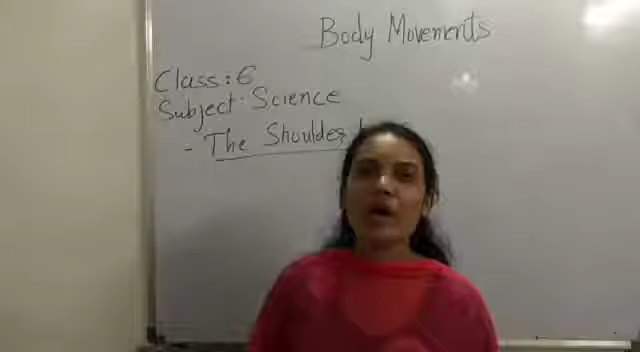 Body Movements
Class: 6
Subject: Science
- The Shoulder